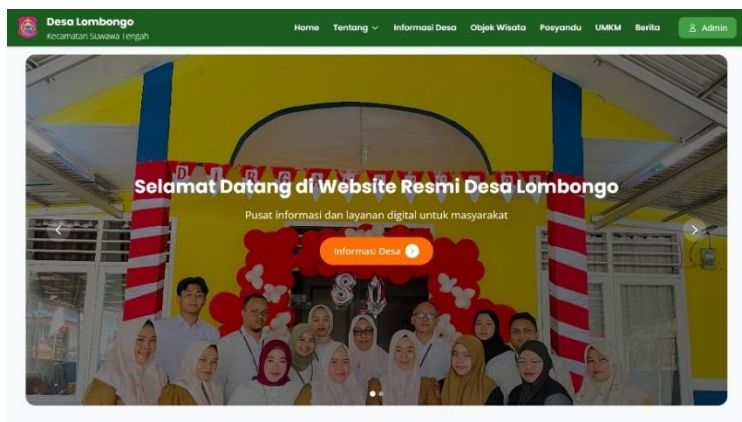 Desa Lombongo
Kecamatan Suwawa Tengah
Home Tentang Informasi Desa Objek Wisata Posyandu UMKM Berita Admin
Selamat Datang di Website Resmi Desa Lombongo
Pusat informasi dan layanan digital untuk masyarakat
Informasi Desa
80